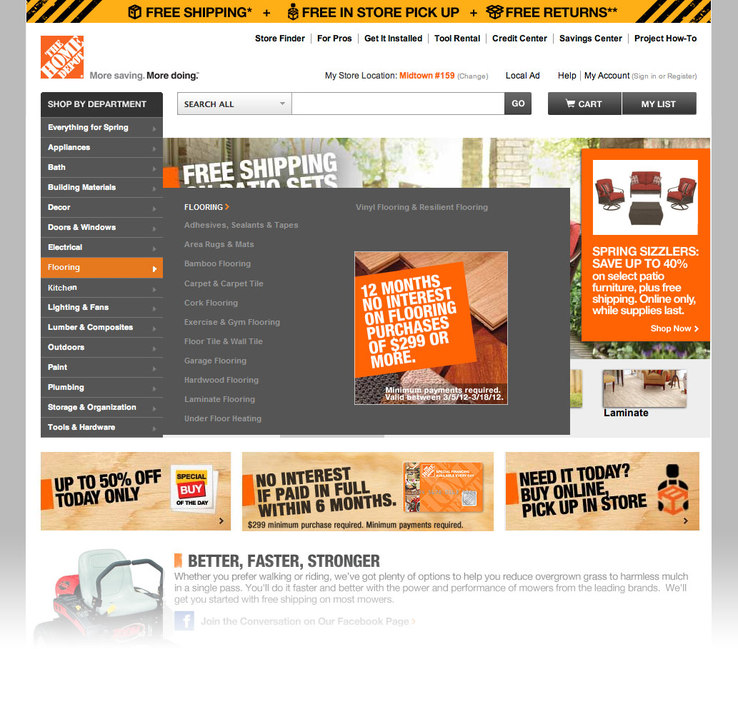 FREE SHIPPING* + FREE IN STORE PICK UP + FREE RETURNS**
THE HOME DEPOT
More saving. More doing.
Store Finder | For Pros | Get It Installed | Tool Rental | Credit Center | Savings Center | Project How-To
My Store Location: Midtown #159 (Change) Local Ad Help | My Account (Sign in or Register)
SHOP BY DEPARTMENT
SEARCH ALL
GO
CART
MY LIST
Everything for Spring
Appliances
Bath
Building Materials
Decor
Doors & Windows
Electrical
Flooring
Kitchen
Lighting & Fans
Lumber & Composites
Outdoors
Paint
Plumbing
Storage & Organization
Tools & Hardware
FREE SHIPPING
ON PATIO SETS
FLOORING >
Adhesives, Sealants & Tapes
Area Rugs & Mats
Bamboo Flooring
Carpet & Carpet Tile
Cork Flooring
Exercise & Gym Flooring
Floor Tile & Wall Tile
Garage Flooring
Hardwood Flooring
Laminate Flooring
Under Floor Heating
Vinyl Flooring & Resilient Flooring
12 MONTHS
NO INTEREST
ON FLOORING
PURCHASES
OF $299 OR
MORE.
Minimum payments required.
Valid between 3/5/12-3/18/12.
SPRING SIZZLERS:
SAVE UP TO 40%
on select patio
furniture, plus free
shipping. Online only,
while supplies last.
Shop Now >
Laminate
UP TO 50% OFF
TODAY ONLY
SPECIAL
BUY
OF THE DAY
NO INTEREST
IF PAID IN FULL
WITHIN 6 MONTHS.
$299 minimum purchase required. Minimum payments required.
NEED IT TODAY?
BUY ONLINE,
PICK UP IN STORE
BETTER, FASTER, STRONGER
Whether you prefer walking or riding, we've got plenty of options to help you reduce overgrown grass to harmless mulch
in a single pass. You'll do it faster and better with the power and performance of mowers from the leading brands. We'll
get you started with free shipping on most mowers.
Join the Conversation on Our Facebook Page >